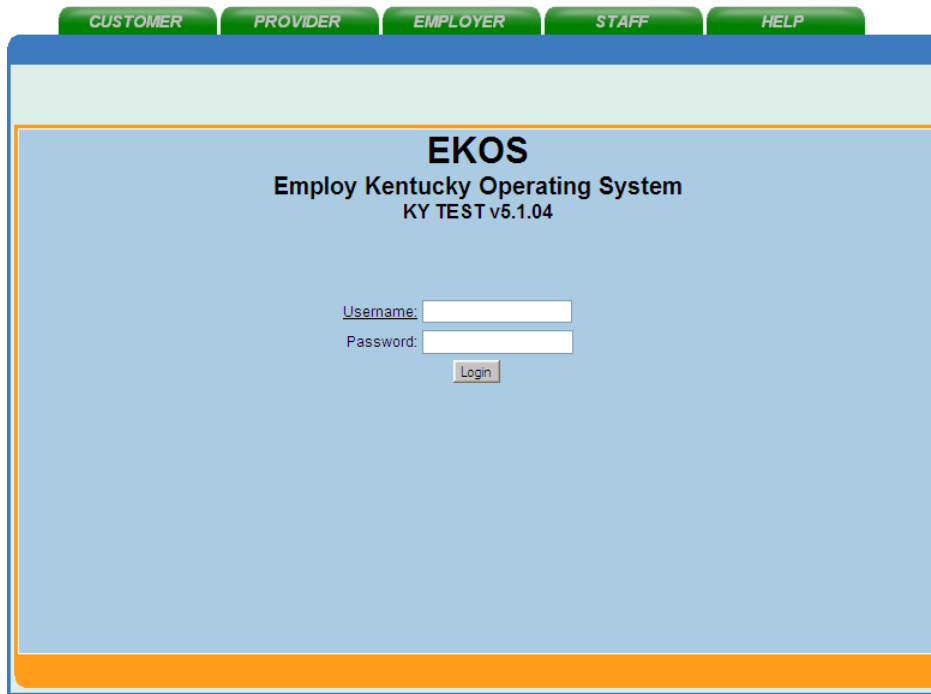 CUSTOMER PROVIDER EMPLOYER STAFF HELP
EKOS
Employ Kentucky Operating System
KY TEST v5.1.04
Username:
Password:
Login